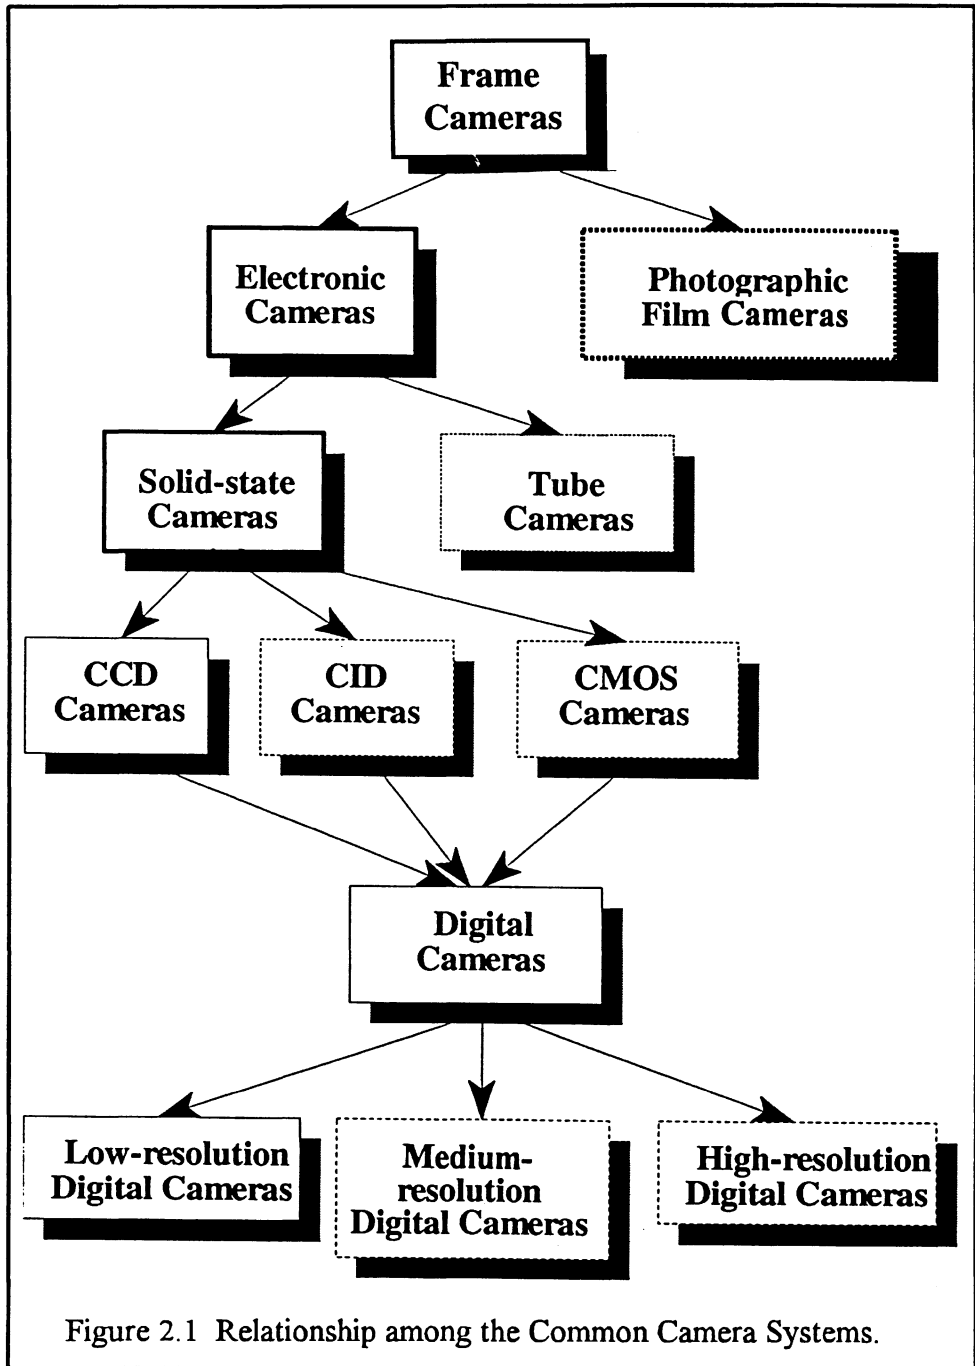 Frame
Cameras
Electronic
Cameras
Photographic
Film Cameras
Solid-state
Cameras
Tube
Cameras
CCD
Cameras
CID
Cameras
CMOS
Cameras
Digital
Cameras
Low-resolution
Digital Cameras
Medium-
resolution
Digital Cameras
High-resolution
Digital Cameras
Figure 2.1 Relationship among the Common Camera Systems.